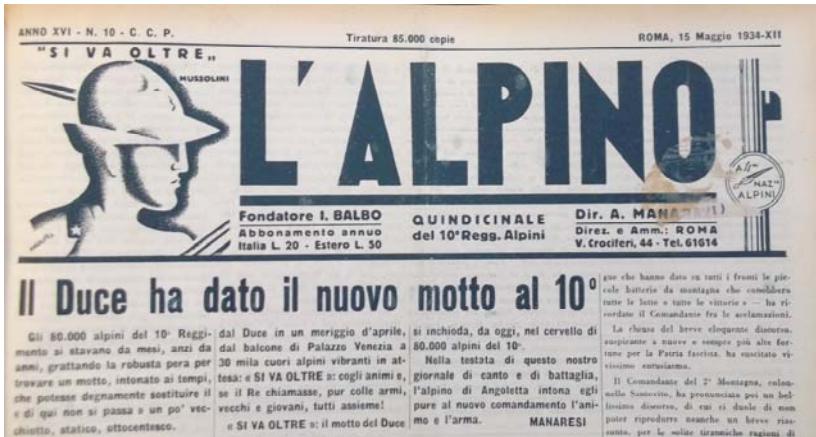 ANNO XVI - N. 10 - C. C. P.
Tiratura 85.000 copie
ROMA, 15 Maggio 1934-XII
"SI VA OLTRE„
MUSSOLINI
L'ALPINO
Fondatore I. BALBO
Abbonamento annuo
Italia L. 20 - Estero L. 50
QUINDICINALE
del 10° Regg. Alpini
Dir. A. MANARESI
Direz. e Amm.: ROMA
V. Crociferi, 44 - Tel. 61614
NAZ"
ALPINI
Il Duce ha dato il nuovo motto al 10°
Gli 80.000 alpini del 10° Reggi-
mento si stavano da mesi, anzi da
anni, grattando la robusta pera per
trovare un motto, intonato ai tempi,
che potesse degnamente sostituire il
« di qui non si passa » un po' vec-
chiotto, statico, ottocentesco.
dal Duce in un meriggio d'aprile,
dal balcone di Palazzo Venezia a
30 mila cuori alpini vibranti in at-
tesa: « SI VA OLTRE »: cogli animi e,
se il Re chiamasse, pur colle armi,
vecchi e giovani, tutti assieme!
« SI VA OLTRE »: il motto del Duce
si inchioda, da oggi, nel cervello di
80.000 alpini del 10°.
Nella testata di questo nostro
giornale di canto e di battaglia,
l'alpino di Angoletta intona egli
pure al nuovo comandamento l'ani-
mo e l'arma. MANARESI
gue che hanno dato su tutti i fronti le pic-
cole batterie da montagna che conobbero
tutte le lotte e tutte le vittorie » — ha ri-
cordato il Comandante fra le acclamazioni.
La chiusa del breve eloquente discorso,
auspicante a nuove e sempre più alte for-
tune per la Patria fascista, ha suscitato vi-
vissimo entusiasmo.
Il Comandante del 2° Montagna, colon-
nello Santovito, ha pronunciato poi un bel-
lissimo discorso, di cui ci duole di non
poter riprodurre neanche un breve rias-
sunto, per le solite tiranniche ragioni di